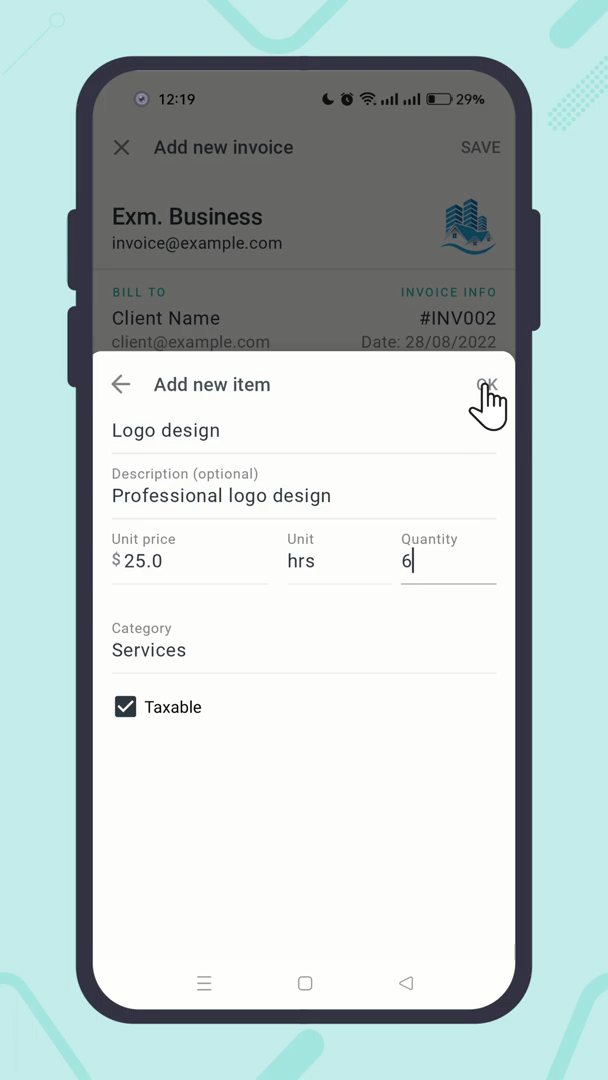 12:19 29%
Add new invoice SAVE
Exm. Business
invoice@example.com
BILL TO INVOICE INFO
Client Name #INV002
client@example.com Date: 28/08/2022
Add new item OK
Logo design
Description (optional)
Professional logo design
Unit price Unit Quantity
$25.0 hrs 6
Category
Services
Taxable